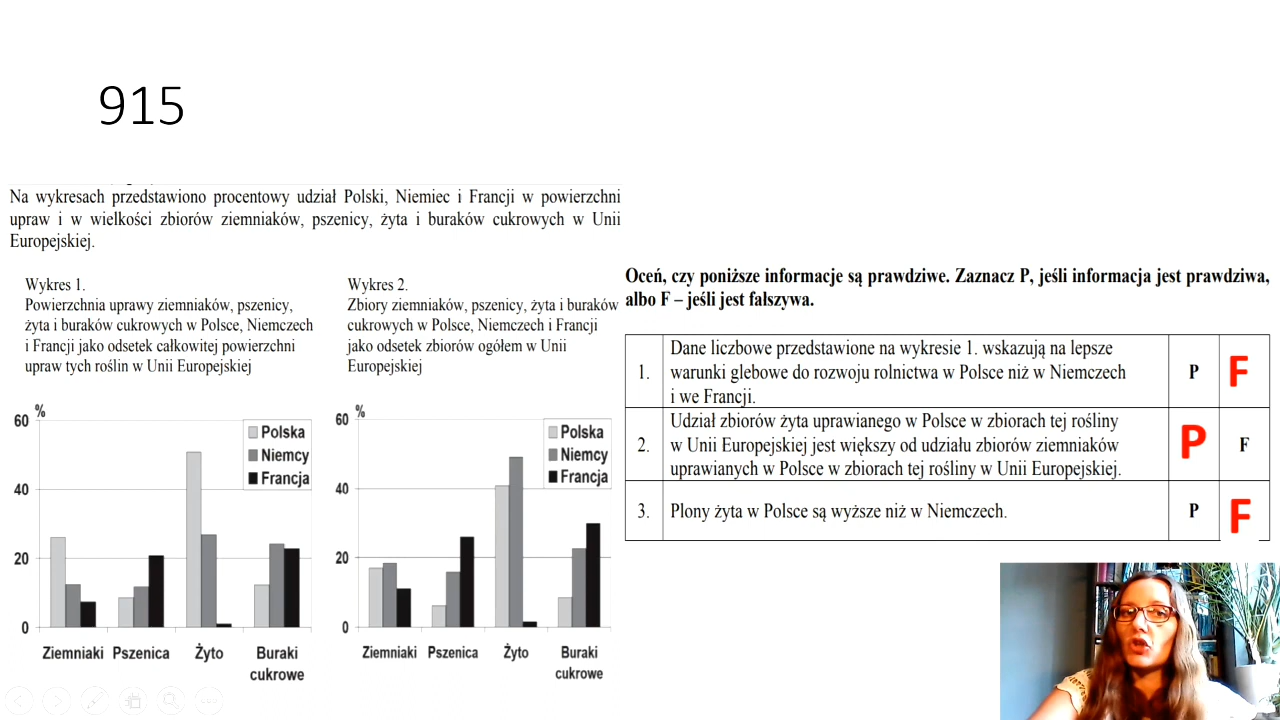 915
Na wykresach przedstawiono procentowy udział Polski, Niemiec i Francji w powierzchni
upraw i w wielkości zbiorów ziemniaków, pszenicy, żyta i buraków cukrowych w Unii
Europejskiej.
Wykres 1.
Powierzchnia uprawy ziemniaków, pszenicy,
żyta i buraków cukrowych w Polsce, Niemczech
i Francji jako odsetek całkowitej powierzchni
upraw tych roślin w Unii Europejskiej
%
60
40
20
0
Polska
Niemcy
Francja
Ziemniaki Pszenica Żyto Buraki
cukrowe
Wykres 2.
Zbiory ziemniaków, pszenicy, żyta i buraków
cukrowych w Polsce, Niemczech i Francji
jako odsetek zbiorów ogółem w Unii
Europejskiej
%
60
40
20
0
Polska
Niemcy
Francja
Ziemniaki Pszenica Żyto Buraki
cukrowe
Oceń, czy poniższe informacje są prawdziwe. Zaznacz P, jeśli informacja jest prawdziwa,
albo F – jeśli jest fałszywa.
Dane liczbowe przedstawione na wykresie 1. wskazują na lepsze
1. warunki glebowe do rozwoju rolnictwa w Polsce niż w Niemczech P F
i we Francji.
Udział zbiorów żyta uprawianego w Polsce w zbiorach tej rośliny
2. w Unii Europejskiej jest większy od udziału zbiorów ziemniaków P F
uprawianych w Polsce w zbiorach tej rośliny w Unii Europejskiej.
3. Plony żyta w Polsce są wyższe niż w Niemczech. P F